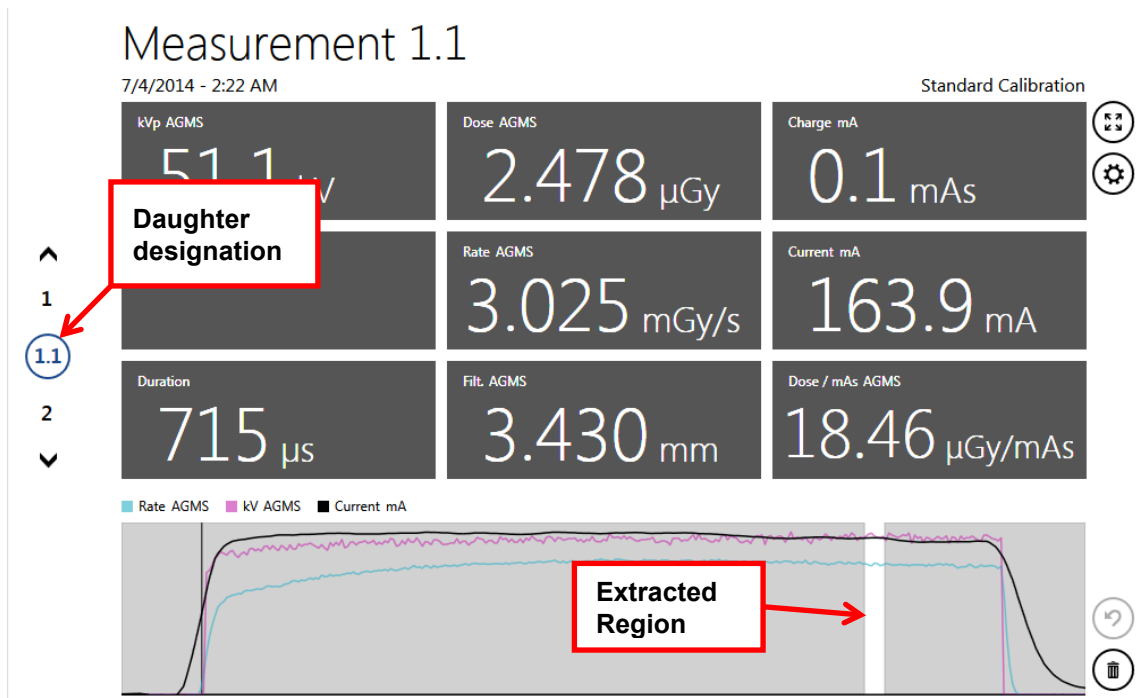 Measurement 1.1
7/4/2014 - 2:22 AM
Standard Calibration
kVp AGMS
51.1
Dose AGMS
2.478 µGy
Charge mA
0.1 mAs
Daughter
designation
Rate AGMS
3.025 mGy/s
Current mA
163.9 mA
1
1.1
2
Duration
715 µs
Filt. AGMS
3.430 mm
Dose / mAs AGMS
18.46 µGy/mAs
Rate AGMS
kV AGMS
Current mA
Extracted
Region